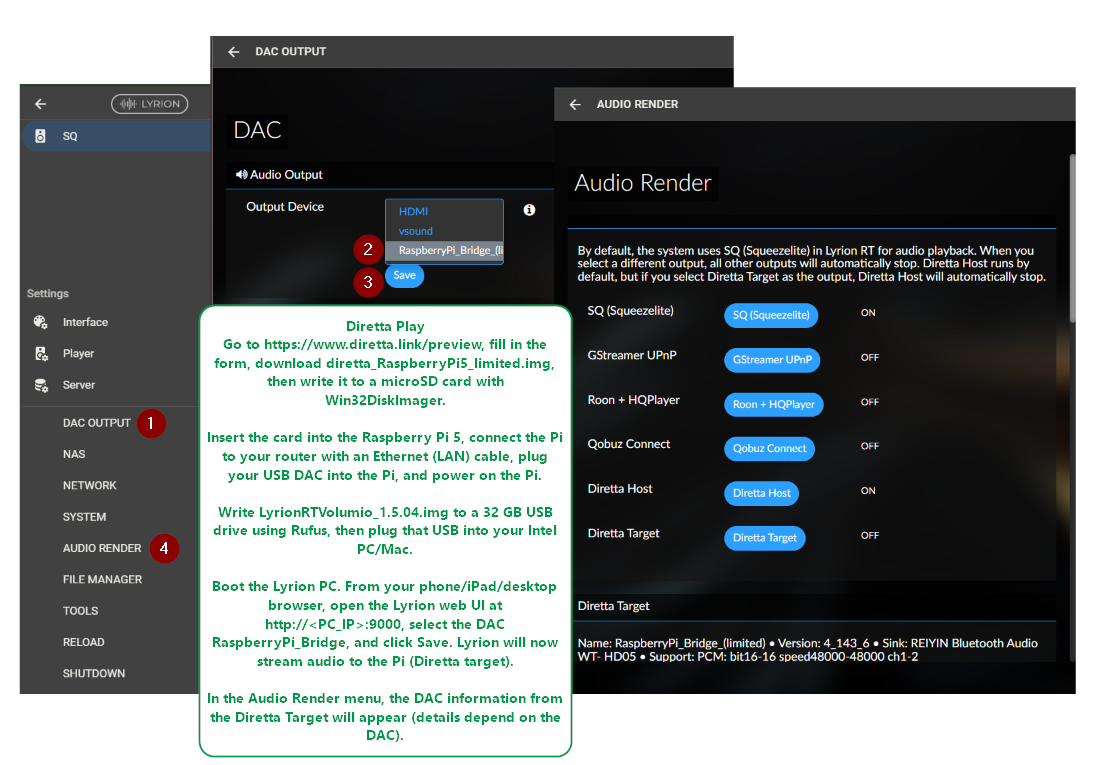 LYRION
SQ
Settings
Interface
Player
Server
DAC OUTPUT
1
NAS
NETWORK
SYSTEM
AUDIO RENDER
4
FILE MANAGER
TOOLS
RELOAD
SHUTDOWN
DAC OUTPUT
DAC
Audio Output
Output Device
HDMI
vsound
2
RaspberryPi_Bridge_(li
3
Save
Diretta Play
Go to https://www.diretta.link/preview, fill in the
form, download diretta_RaspberryPi5_limited.img,
then write it to a microSD card with
Win32DiskImager.
Insert the card into the Raspberry Pi 5, connect the Pi
to your router with an Ethernet (LAN) cable, plug
your USB DAC into the Pi, and power on the Pi.
Write LyrionRTVolumio_1.5.04.img to a 32 GB USB
drive using Rufus, then plug that USB into your Intel
PC/Mac.
Boot the Lyrion PC. From your phone/iPad/desktop
browser, open the Lyrion web UI at
http://<PC_IP>:9000, select the DAC
RaspberryPi_Bridge, and click Save. Lyrion will now
stream audio to the Pi (Diretta target).
In the Audio Render menu, the DAC information from
the Diretta Target will appear (details depend on the
DAC).
AUDIO RENDER
Audio Render
By default, the system uses SQ (Squeezelite) in Lyrion RT for audio playback. When you
select a different output, all other outputs will automatically stop. Diretta Host runs by
default, but if you select Diretta Target as the output, Diretta Host will automatically stop.
SQ (Squeezelite) SQ (Squeezelite) ON
GStreamer UPnP GStreamer UPnP OFF
Roon + HQPlayer Roon + HQPlayer OFF
Qobuz Connect Qobuz Connect OFF
Diretta Host Diretta Host ON
Diretta Target Diretta Target OFF
Diretta Target
Name: RaspberryPi_Bridge_(limited) • Version: 4_143_6 • Sink: REIYIN Bluetooth Audio
WT- HD05 • Support: PCM: bit16-16 speed48000-48000 ch1-2